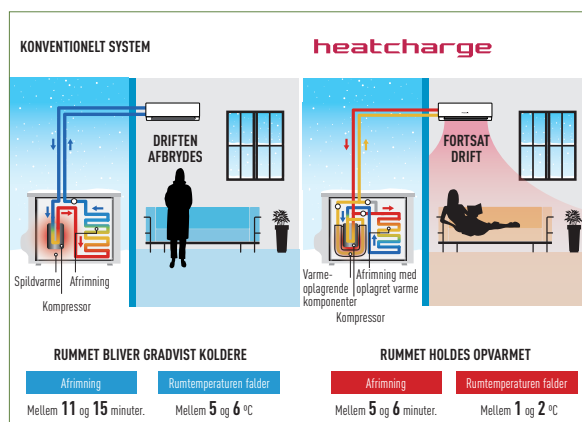 KONVENTIONELT SYSTEM
heatcharge
DRIFTEN
AFBRYDES
FORTSAT
DRIFT
Spildvarme
Afrimning
Kompressor
Varme-
oplagrende
komponenter
Afrimning med
oplagret varme
Kompressor
RUMMET BLIVER GRADVIST KOLDERE
RUMMET HOLDES OPVARMET
Afrimning
Rumtemperaturen falder
Afrimning
Rumtemperaturen falder
Mellem 11 og 15 minuter.
Mellem 5 og 6 ºC
Mellem 5 og 6 minuter.
Mellem 1 og 2 ºC